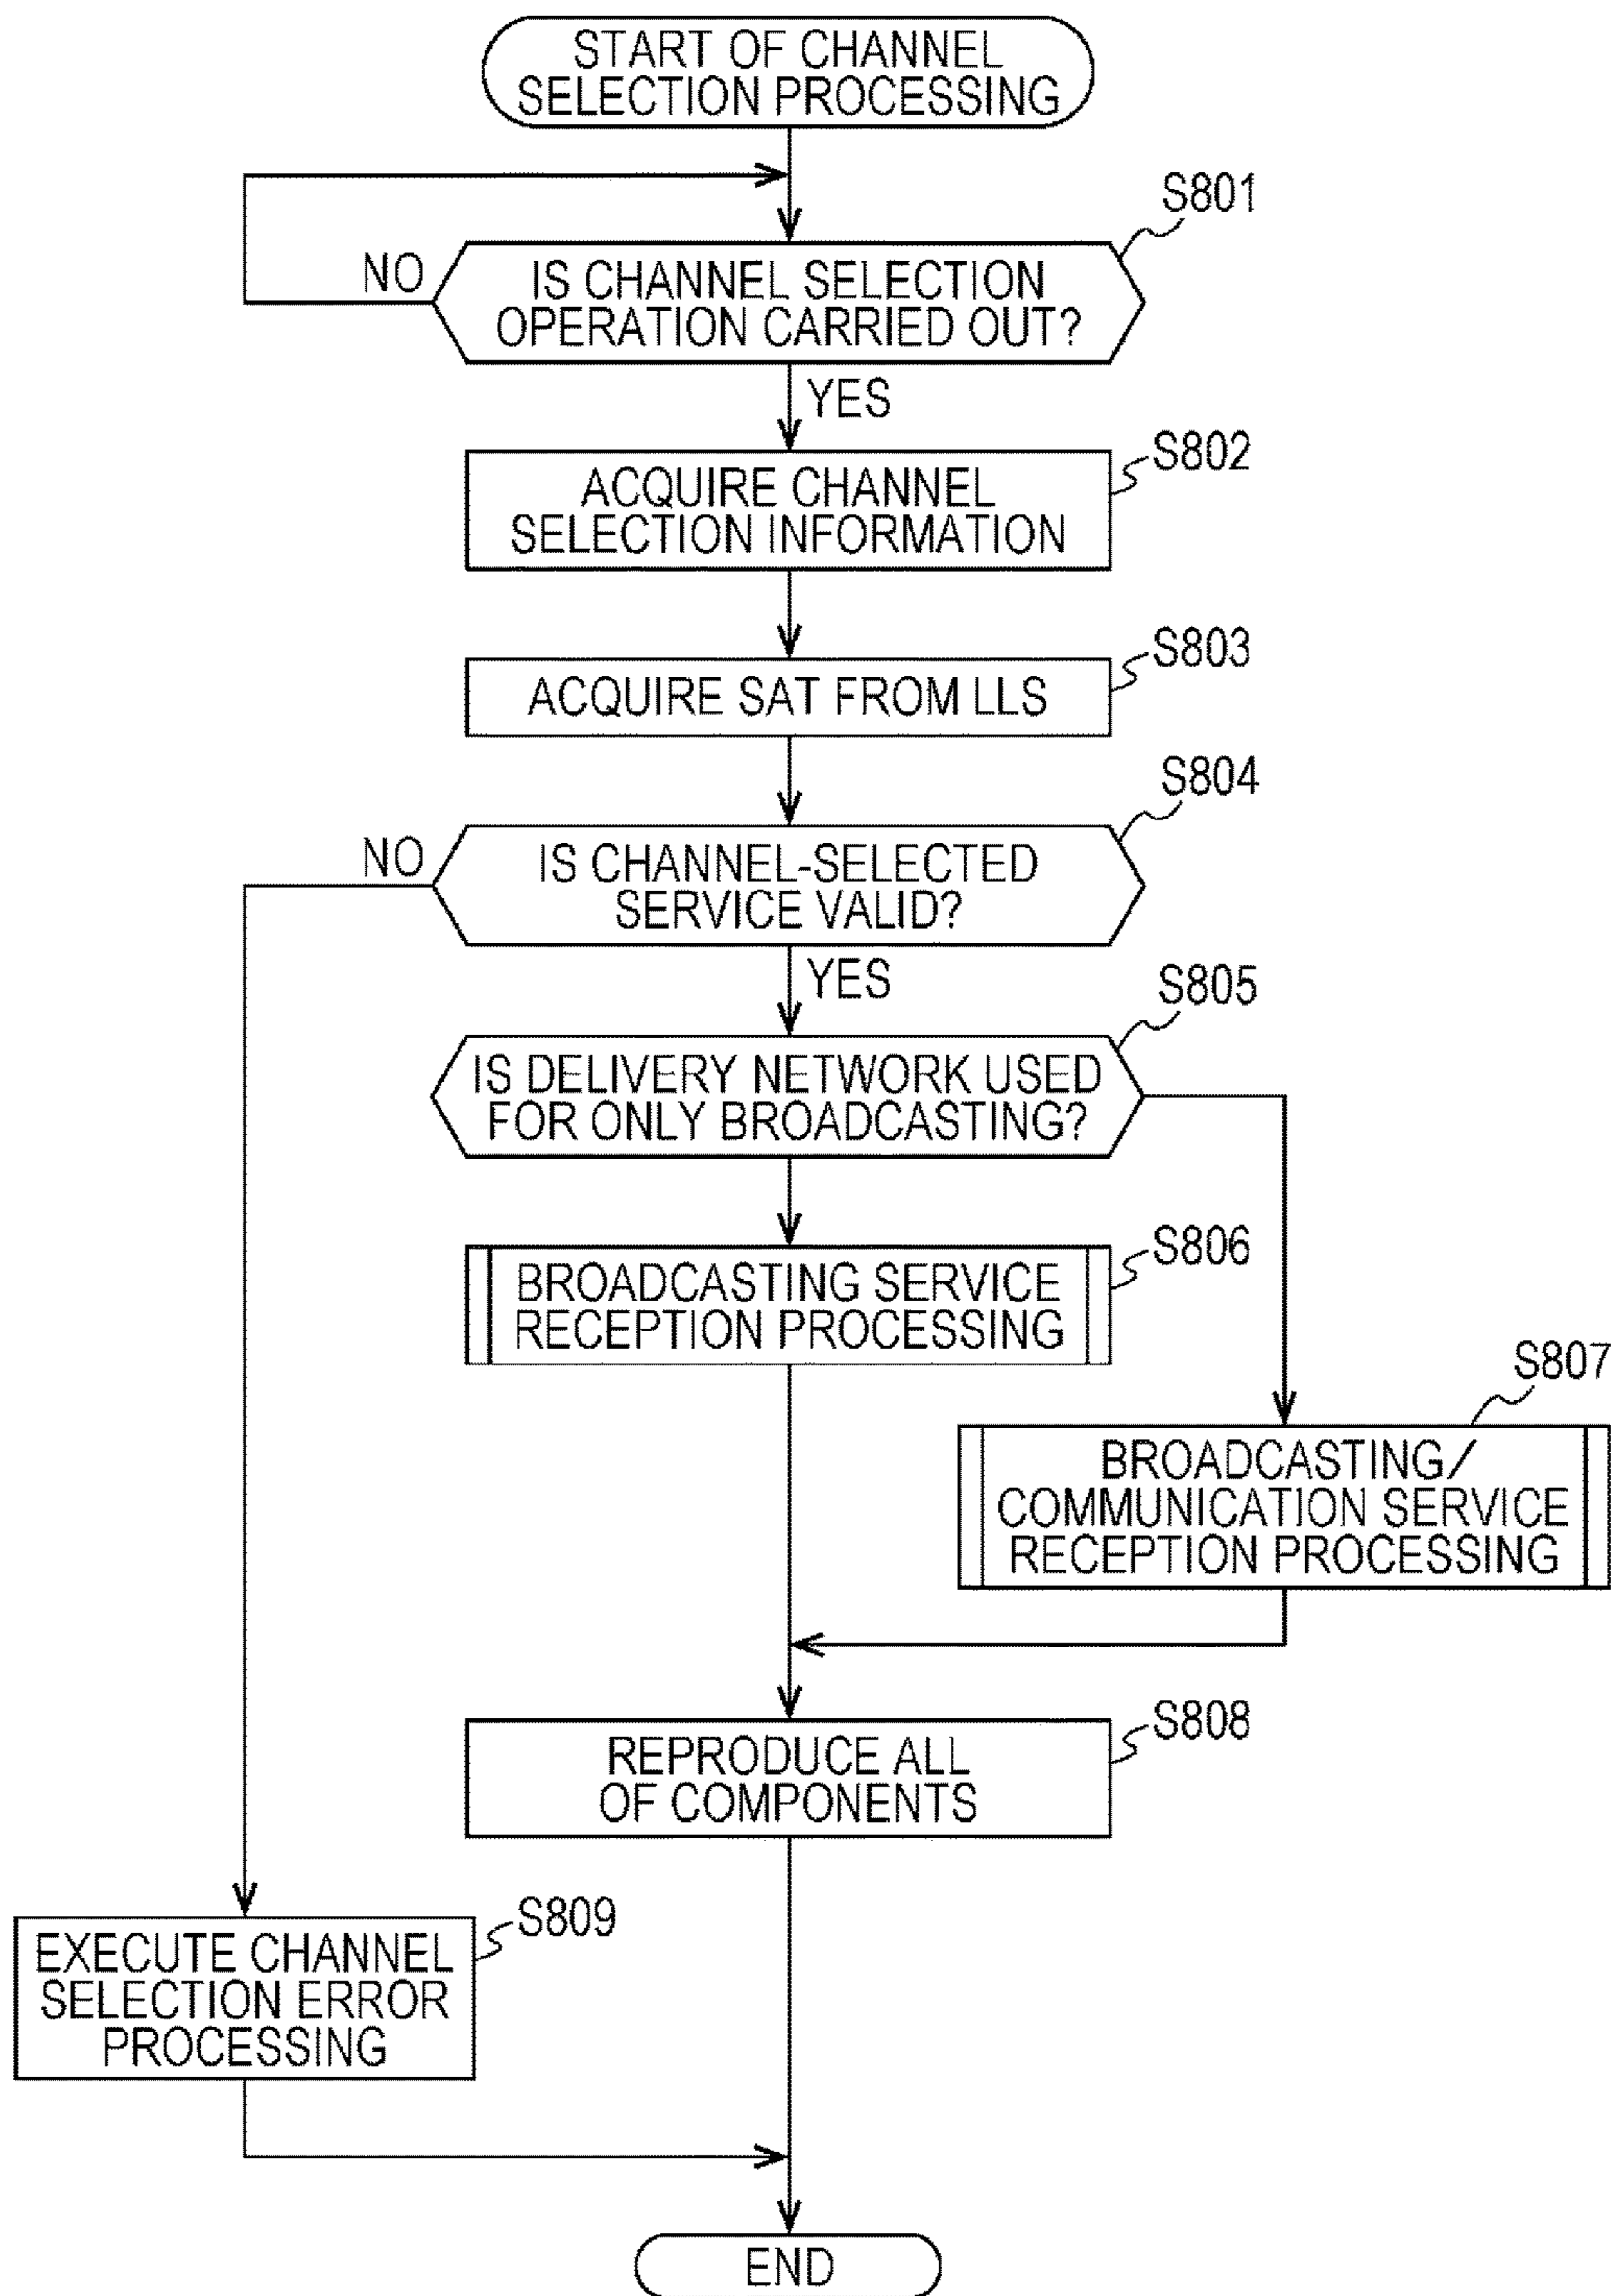 START OF CHANNEL
SELECTION PROCESSING
S801
NO
IS CHANNEL SELECTION
OPERATION CARRIED OUT?
YES
S802
ACQUIRE CHANNEL
SELECTION INFORMATION
S803
ACQUIRE SAT FROM LLS
S804
NO
IS CHANNEL-SELECTED
SERVICE VALID?
YES
S805
IS DELIVERY NETWORK USED
FOR ONLY BROADCASTING?
S806
BROADCASTING SERVICE
RECEPTION PROCESSING
S807
BROADCASTING/
COMMUNICATION SERVICE
RECEPTION PROCESSING
S808
REPRODUCE ALL
OF COMPONENTS
S809
EXECUTE CHANNEL
SELECTION ERROR
PROCESSING
END